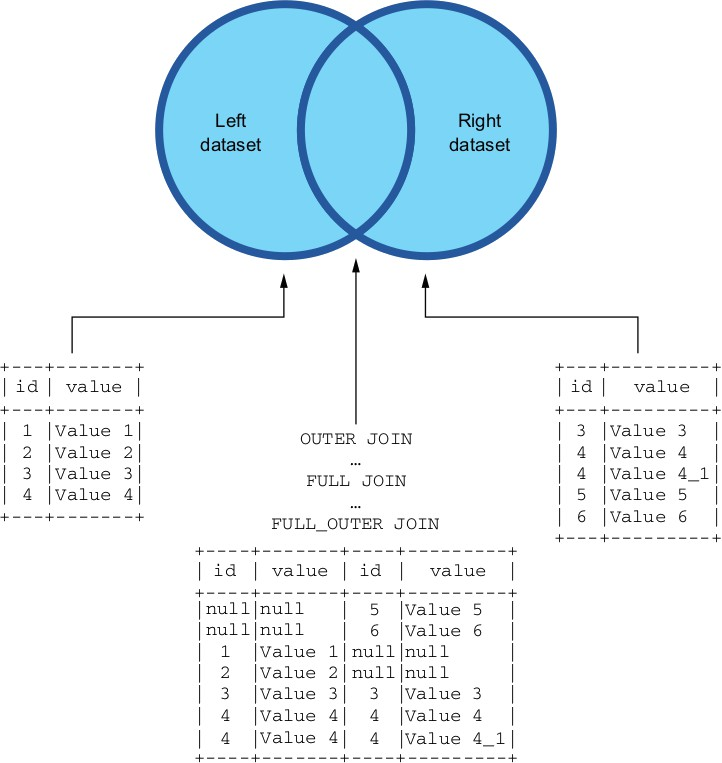 Left
dataset
Right
dataset
+---+-------+
| id| value |
+---+-------+
| 1 |Value 1|
| 2 |Value 2|
| 3 |Value 3|
| 4 |Value 4|
+---+-------+
OUTER JOIN
…
FULL JOIN
…
FULL_OUTER JOIN
+----+-------+----+---------+
| id | value | id |  value  |
+----+-------+----+---------+
|null|null   | 5  |Value 5  |
|null|null   | 6  |Value 6  |
| 1  |Value 1|null|null     |
| 2  |Value 2|null|null     |
| 3  |Value 3| 3  |Value 3  |
| 4  |Value 4| 4  |Value 4  |
| 4  |Value 4| 4  |Value 4_1|
+----+-------+----+---------+
+---+---------+
| id|  value  |
+---+---------+
| 3 |Value 3  |
| 4 |Value 4  |
| 4 |Value 4_1|
| 5 |Value 5  |
| 6 |Value 6  |
+---+---------+